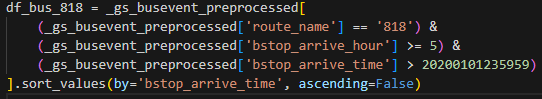 df_bus_818 = _gs_busevent_preprocessed[
    (_gs_busevent_preprocessed['route_name'] == '818') &
    (_gs_busevent_preprocessed['bstop_arrive_hour'] >= 5) &
    (_gs_busevent_preprocessed['bstop_arrive_time'] > 20200101235959)
].sort_values(by='bstop_arrive_time', ascending=False)